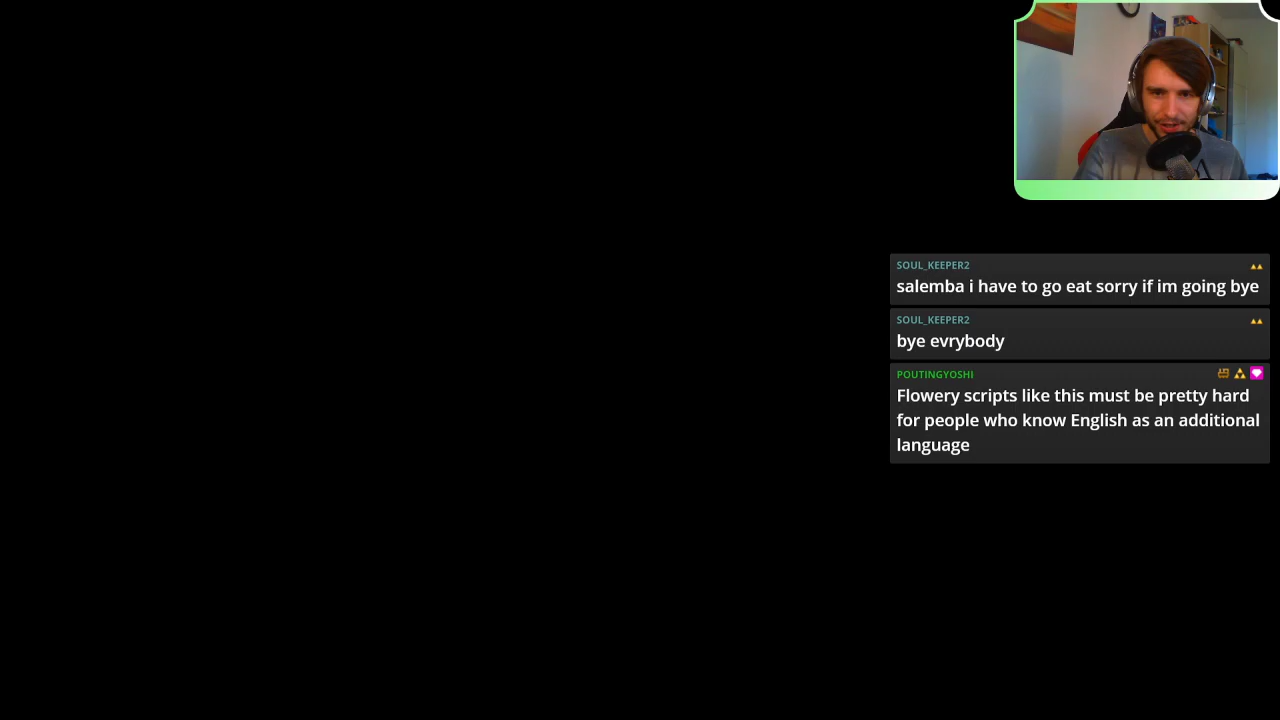 SOUL_KEEPER2
salemba i have to go eat sorry if im going bye
SOUL_KEEPER2
bye evrybody
POUTINGYOSHI
Flowery scripts like this must be pretty hard
for people who know English as an additional
language